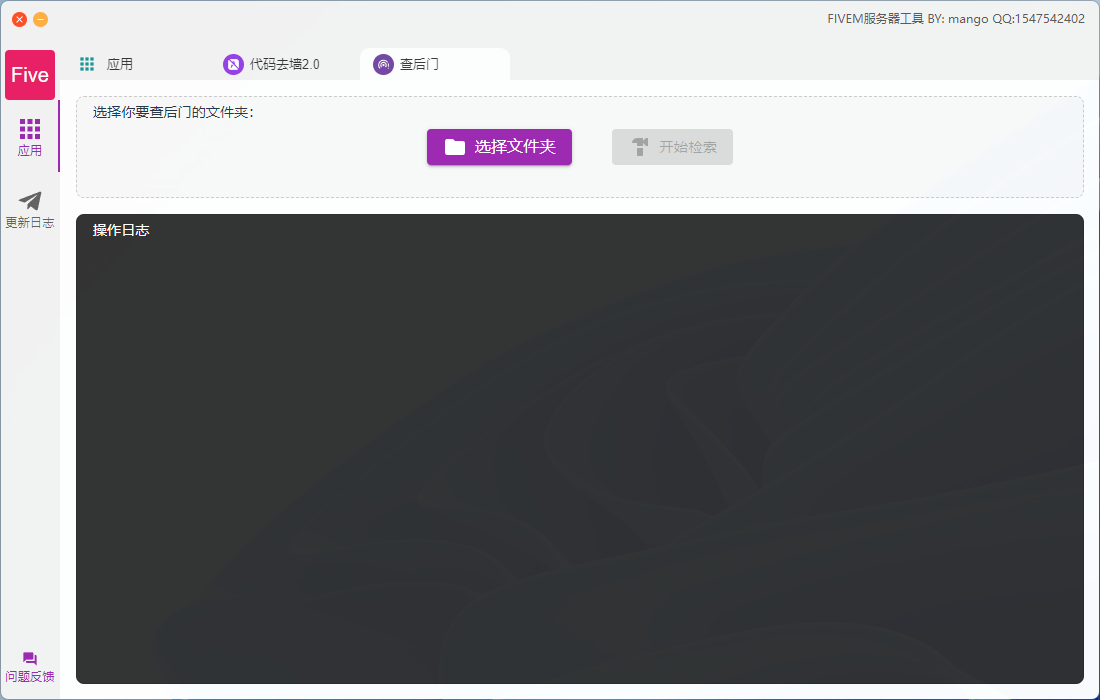 FIVEM服务器工具 BY: mango QQ:1547542402
Five
应用
代码去墙2.0
查后门
应用
更新日志
选择你要查后门的文件夹：
选择文件夹
开始检索
操作日志
问题反馈